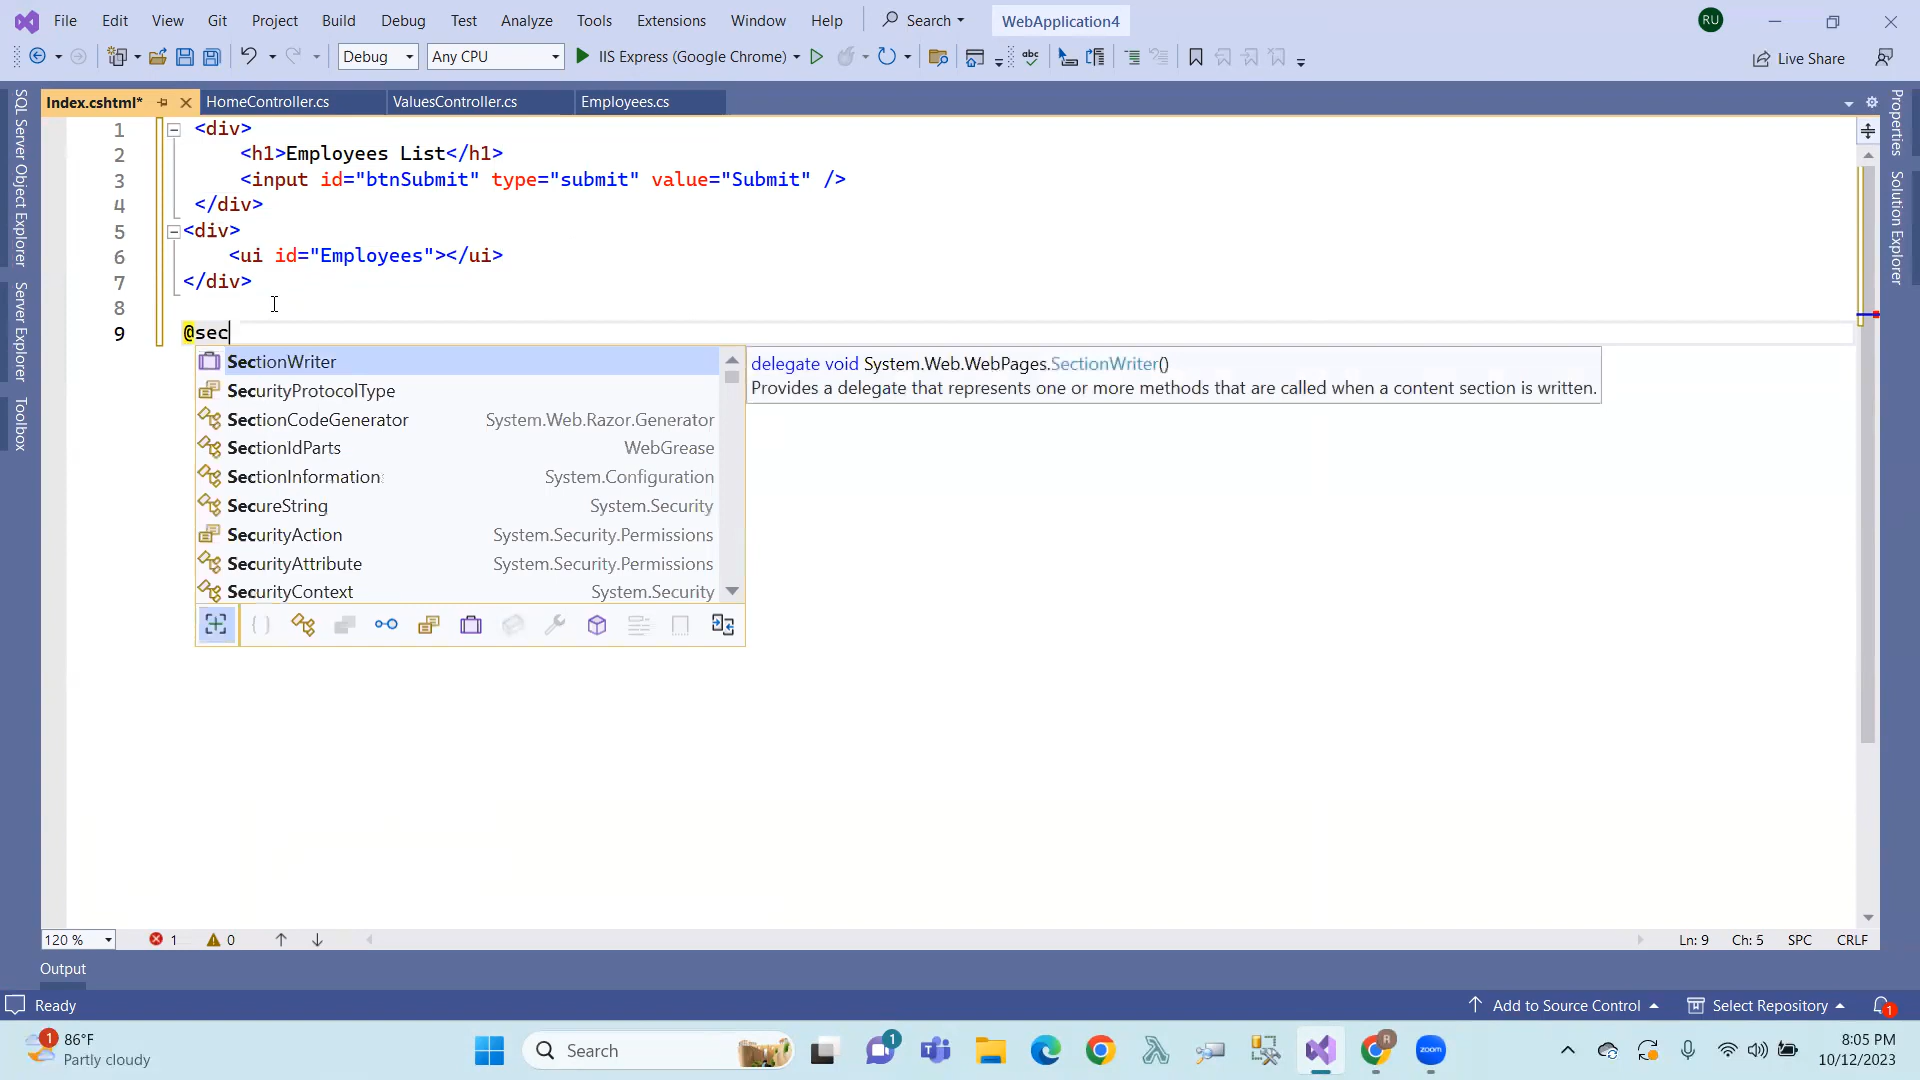 File Edit View Git Project Build Debug Test Analyze Tools Extensions Window Help Search WebApplication4 RU
Debug Any CPU IIS Express (Google Chrome) abc Live Share
Index.cshtml* HomeController.cs ValuesController.cs Employees.cs
SQL Server Object Explorer
Server Explorer
Toolbox
Properties
Solution Explorer
1 <div>
2 <h1>Employees List</h1>
3 <input id="btnSubmit" type="submit" value="Submit" />
4 </div>
5 <div>
6 <ui id="Employees"></ui>
7 </div>
8
9 @sec
SectionWriter
SecurityProtocolType
SectionCodeGenerator System.Web.Razor.Generator
SectionIdParts WebGrease
SectionInformation System.Configuration
SecureString System.Security
SecurityAction System.Security.Permissions
SecurityAttribute System.Security.Permissions
SecurityContext System.Security
delegate void System.Web.WebPages.SectionWriter()
Provides a delegate that represents one or more methods that are called when a content section is written.
120 % 1 0 Ln: 9 Ch: 5 SPC CRLF
Output
Ready Add to Source Control Select Repository 1
1 86°F
Partly cloudy
Search 1 R zoom
8:05 PM
10/12/2023